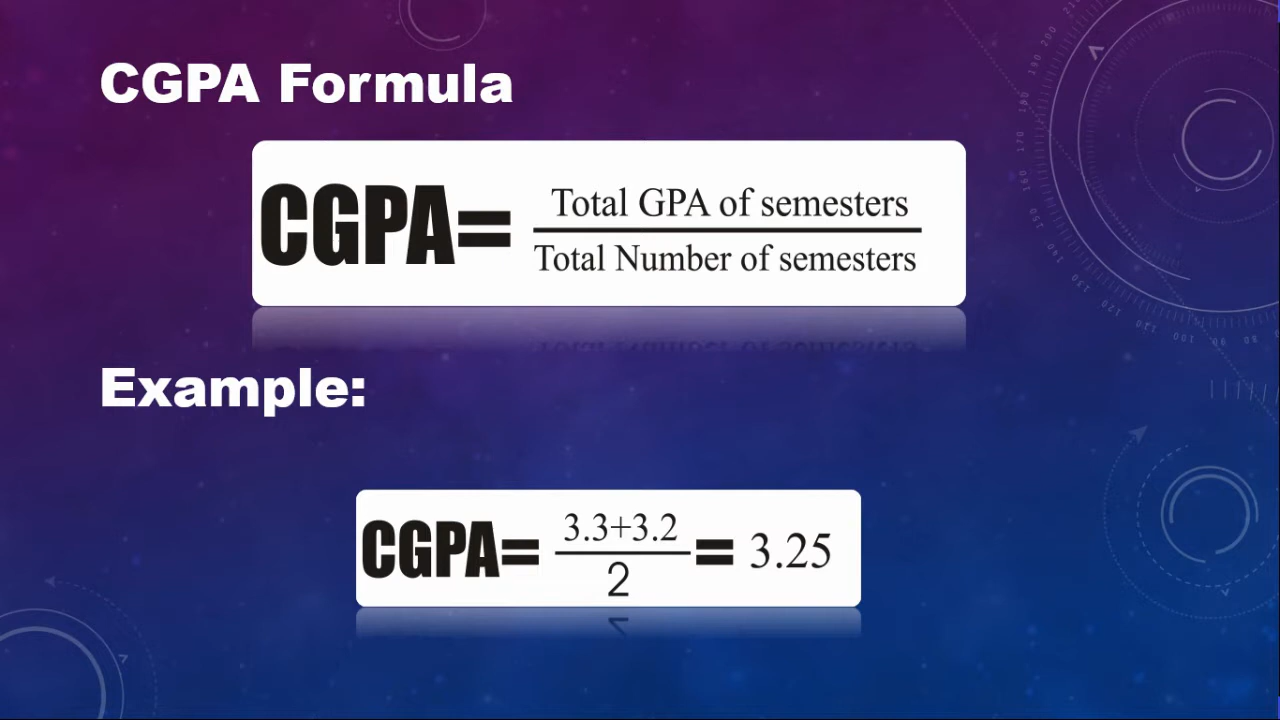 CGPA Formula
CGPA= Total GPA of semesters
Total Number of semesters
Example:
CGPA= 3.3+3.2 = 3.25
2